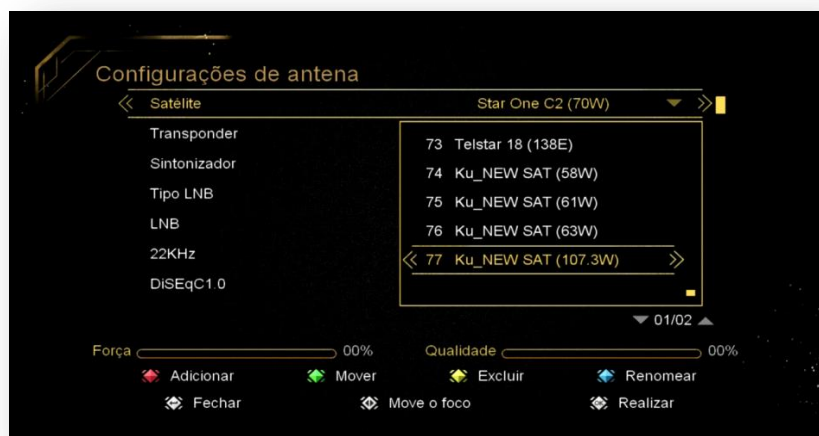 Configurações de antena
Satélite Star One C2 (70W)
Transponder
Sintonizador
Tipo LNB
LNB
22KHz
DiSEqC1.0
73 Telstar 18 (138E)
74 Ku_NEW SAT (58W)
75 Ku_NEW SAT (61W)
76 Ku_NEW SAT (63W)
77 Ku_NEW SAT (107.3W)
01/02
Força 00% Qualidade 00%
Adicionar Mover Excluir Renomear
Fechar Move o foco Realizar